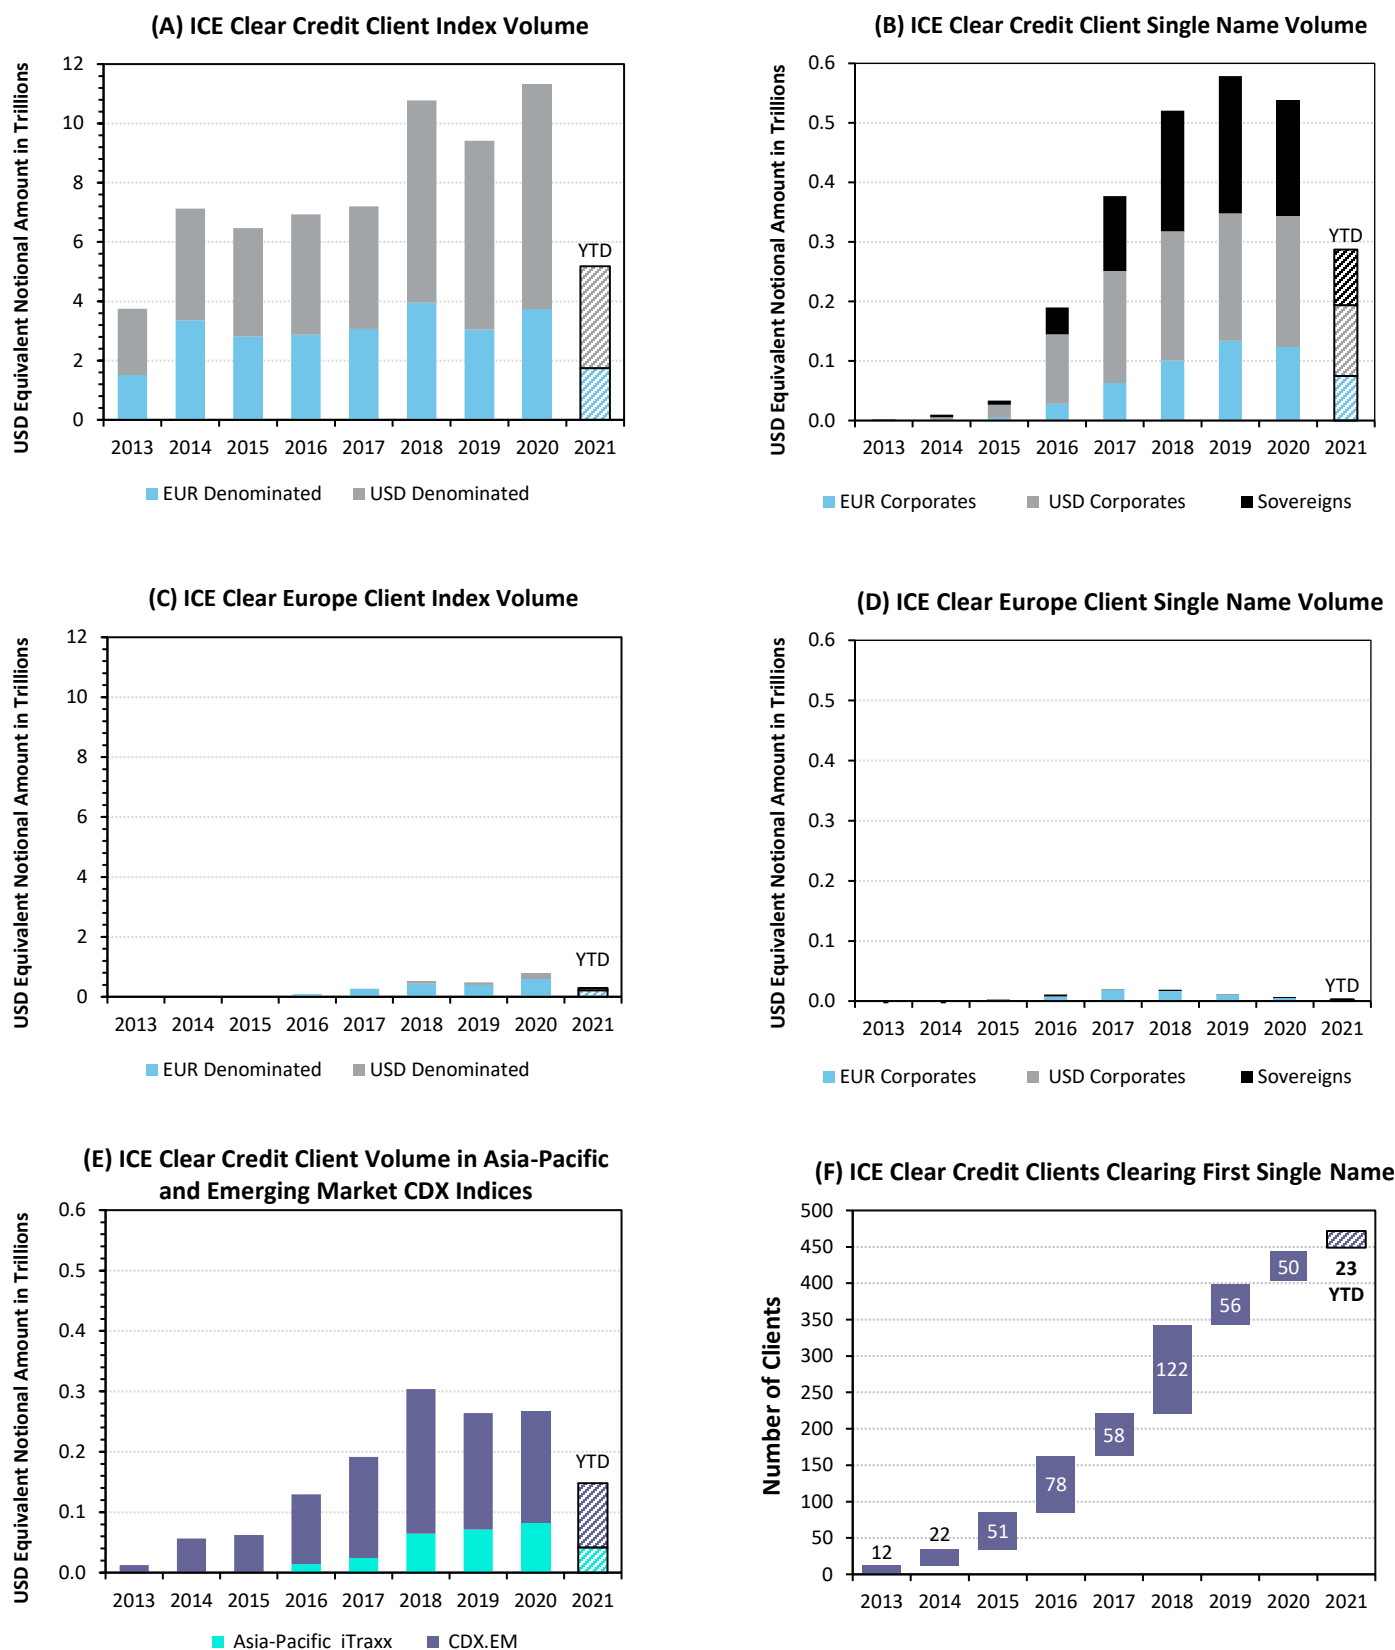 (A) ICE Clear Credit Client Index Volume
USD Equivalent Notional Amount in Trillions
12
10
8
6
4
2
0
YTD
2013 2014 2015 2016 2017 2018 2019 2020 2021
EUR Denominated USD Denominated
(B) ICE Clear Credit Client Single Name Volume
USD Equivalent Notional Amount in Trillions
0.6
0.5
0.4
0.3
0.2
0.1
0.0
YTD
2013 2014 2015 2016 2017 2018 2019 2020 2021
EUR Corporates USD Corporates Sovereigns
(C) ICE Clear Europe Client Index Volume
USD Equivalent Notional Amount in Trillions
12
10
8
6
4
2
0
YTD
2013 2014 2015 2016 2017 2018 2019 2020 2021
EUR Denominated USD Denominated
(D) ICE Clear Europe Client Single Name Volume
USD Equivalent Notional Amount in Trillions
0.6
0.5
0.4
0.3
0.2
0.1
0.0
YTD
2013 2014 2015 2016 2017 2018 2019 2020 2021
EUR Corporates USD Corporates Sovereigns
(E) ICE Clear Credit Client Volume in Asia-Pacific
and Emerging Market CDX Indices
USD Equivalent Notional Amount in Trillions
0.6
0.5
0.4
0.3
0.2
0.1
0.0
YTD
2013 2014 2015 2016 2017 2018 2019 2020 2021
Asia-Pacific iTraxx CDX.EM
(F) ICE Clear Credit Clients Clearing First Single Name
Number of Clients
500
450
400
350
300
250
200
150
100
50
0
12
22
51
78
58
122
56
50
23
YTD
2013 2014 2015 2016 2017 2018 2019 2020 2021